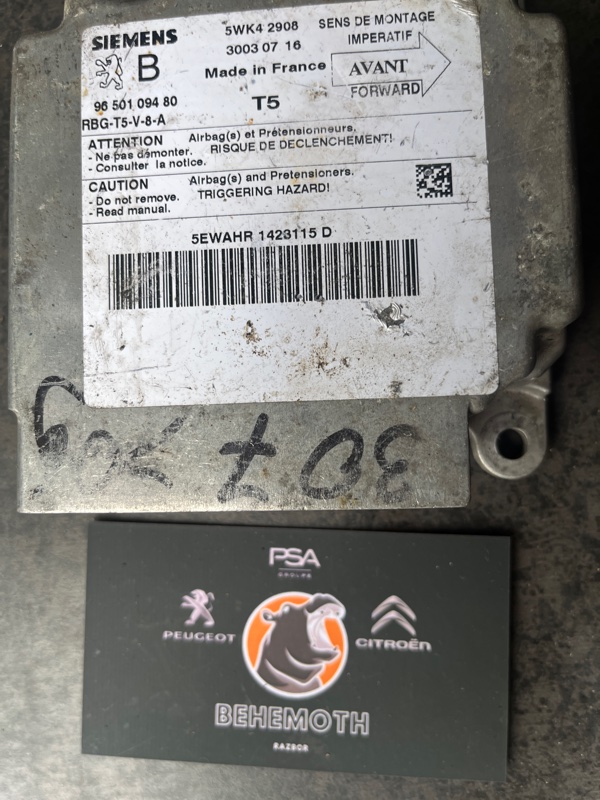 SIEMENS
B
5WK4 2908
3003 07 16
Made in France
SENS DE MONTAGE
IMPERATIF
AVANT
FORWARD
96 501 094 80
T5
RBG-T5-V-8-A
ATTENTION
- Ne pas démonter.
- Consulter la notice.
Airbag(s) et Prétensionneurs.
RISQUE DE DECLENCHEMENT!
CAUTION
- Do not remove.
- Read manual.
Airbag(s) and Pretensioners.
TRIGGERING HAZARD!
5EWAHR 1423115 D
307
PSA
GROUPE
PEUGEOT
CITROËN
BEHEMOTH
RAZBOR